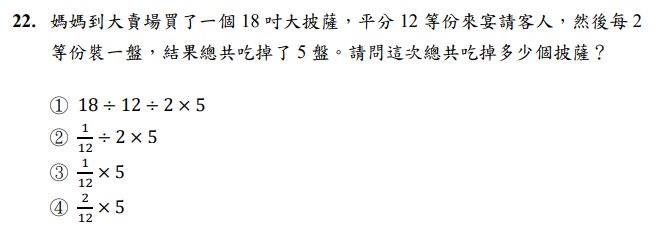 22. 媽媽到大賣場買了一個 18 吋大披薩,平分 12 等份來宴請客人,然後每 2
等份裝一盤,結果總共吃掉了 5 盤。請問這次總共吃掉多少個披薩?
① 18 ÷ 12 ÷ 2 × 5
② 1/12 ÷ 2 × 5
③ 1/12 × 5
④ 2/12 × 5